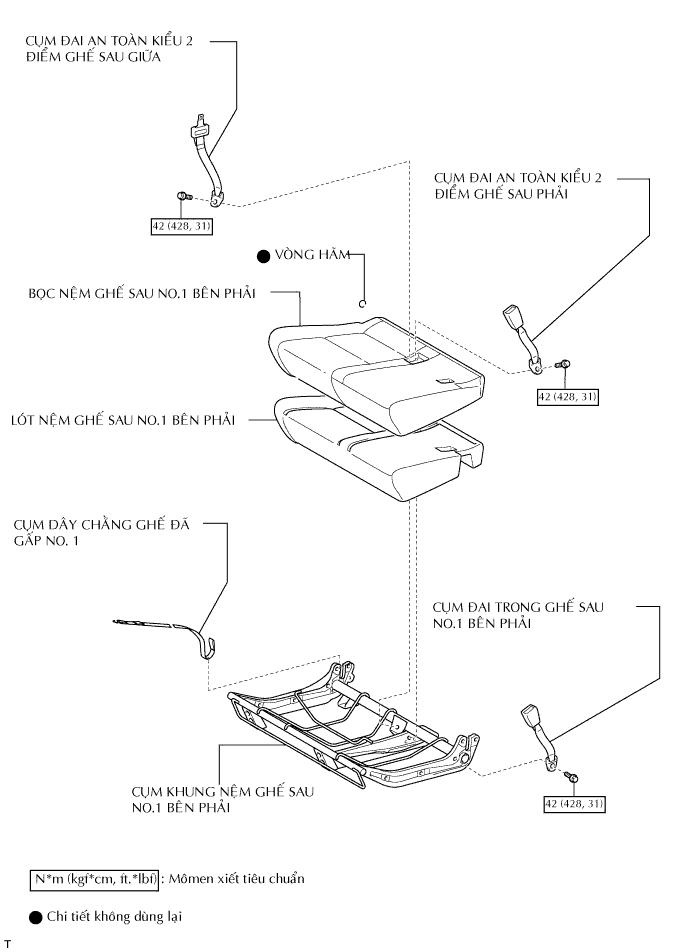 CỤM ĐAI AN TOÀN KIỂU 2
ĐIỂM GHẾ SAU GIỮA
CỤM ĐAI AN TOÀN KIỂU 2
ĐIỂM GHẾ SAU PHẢI
42 (428, 31)
VÒNG HÃM
BỌC NỆM GHẾ SAU NO.1 BÊN PHẢI
42 (428, 31)
LÓT NỆM GHẾ SAU NO.1 BÊN PHẢI
CỤM DÂY CHẰNG GHẾ ĐÃ
GẤP NO. 1
CỤM ĐAI TRONG GHẾ SAU
NO.1 BÊN PHẢI
CỤM KHUNG NỆM GHẾ SAU
NO.1 BÊN PHẢI
42 (428, 31)
N*m (kgf*cm, ft.*lbf) : Mômen xiết tiêu chuẩn
Chi tiết không dùng lại
T